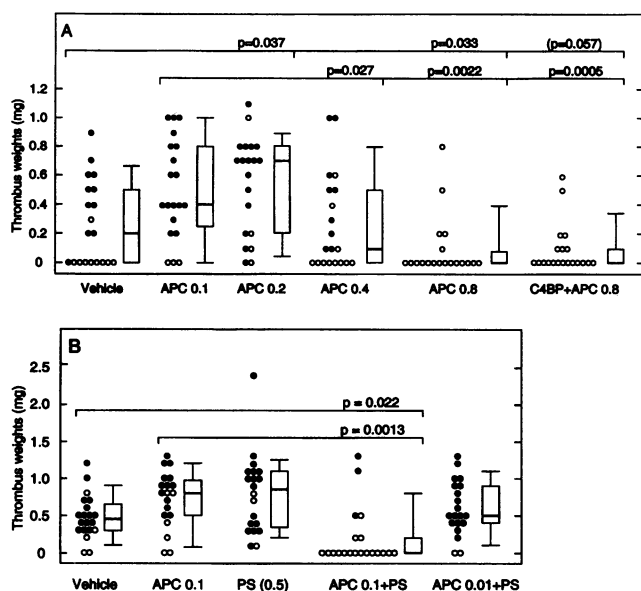 A
p=0.037 p=0.033 (p=0.057)
p=0.027 p=0.0022 p=0.0005
Thrombus weights (mg)
1.2
1.0
0.8
0.6
0.4
0.2
0
Vehicle APC 0.1 APC 0.2 APC 0.4 APC 0.8 C4BP+APC 0.8
B
Thrombus weights (mg)
2.5
2.0
1.5
1.0
0.5
0
p = 0.022
p = 0.0013
Vehicle APC 0.1 PS (0.5) APC 0.1+PS APC 0.01+PS